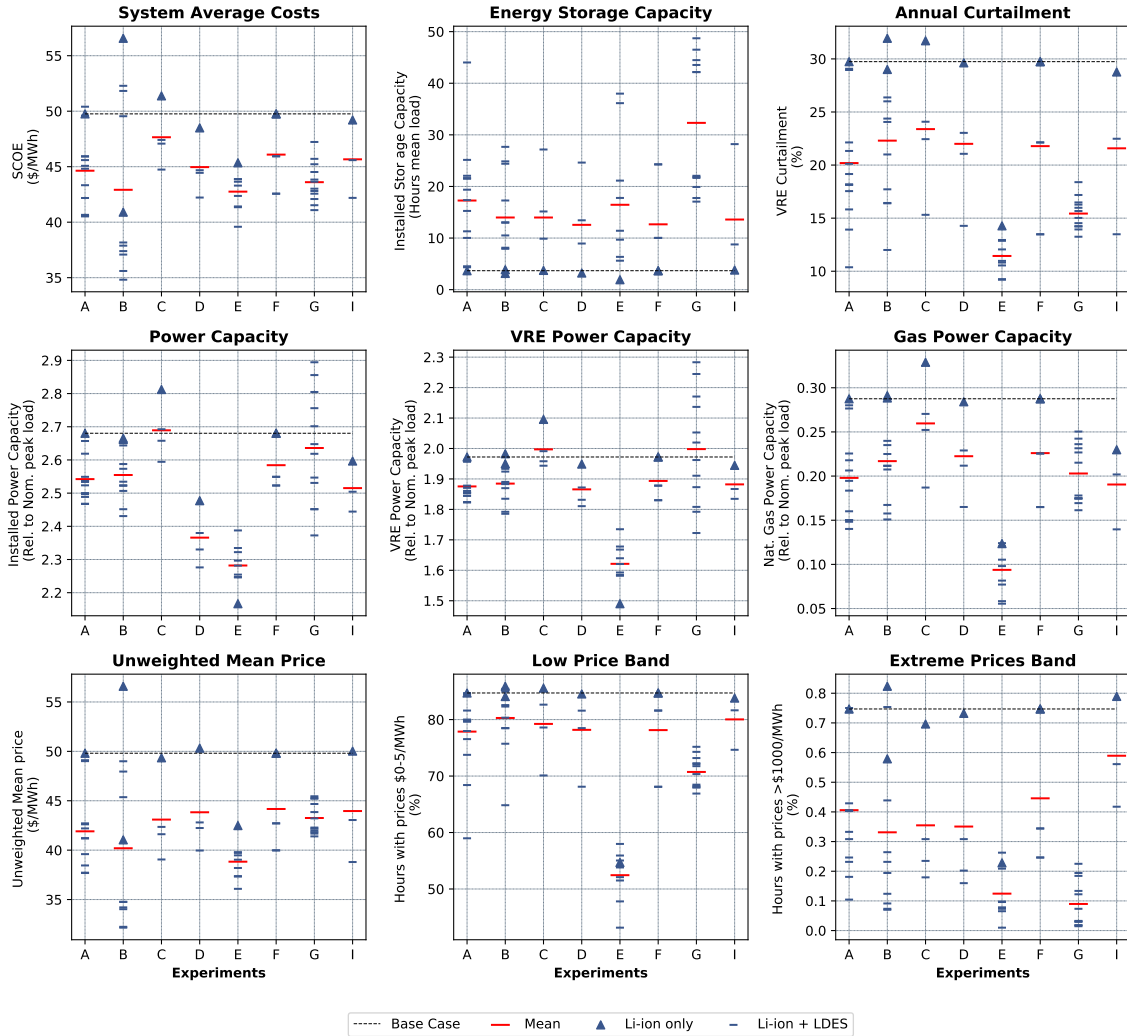 System Average Costs
Energy Storage Capacity
Annual Curtailment
SCOE
($/MWh)
55
50
45
40
35
A B C D E F G I
Installed Stor age Capacity
(Hours mean load)
50
40
30
20
10
0
A B C D E F G I
VRE Curtailment
(%)
30
25
20
15
10
A B C D E F G I
Power Capacity
VRE Power Capacity
Gas Power Capacity
Installed Power Capacity
(Rel. to Nom. peak load)
2.9
2.8
2.7
2.6
2.5
2.4
2.3
2.2
A B C D E F G I
VRE Power Capacity
(Rel. to Nom. peak load)
2.3
2.2
2.1
2.0
1.9
1.8
1.7
1.6
1.5
A B C D E F G I
Nat. Gas Power Capacity
(Rel. to Nom. peak load)
0.30
0.25
0.20
0.15
0.10
0.05
A B C D E F G I
Unweighted Mean Price
Low Price Band
Extreme Prices Band
Unweighted Mean price
($/MWh)
55
50
45
40
35
A B C D E F G I
Experiments
Hours with prices $0-5/MWh
(%)
80
70
60
50
A B C D E F G I
Experiments
Hours with prices >$1000/MWh
(%)
0.8
0.7
0.6
0.5
0.4
0.3
0.2
0.1
0.0
A B C D E F G I
Experiments
Base Case Mean Li-ion only Li-ion + LDES